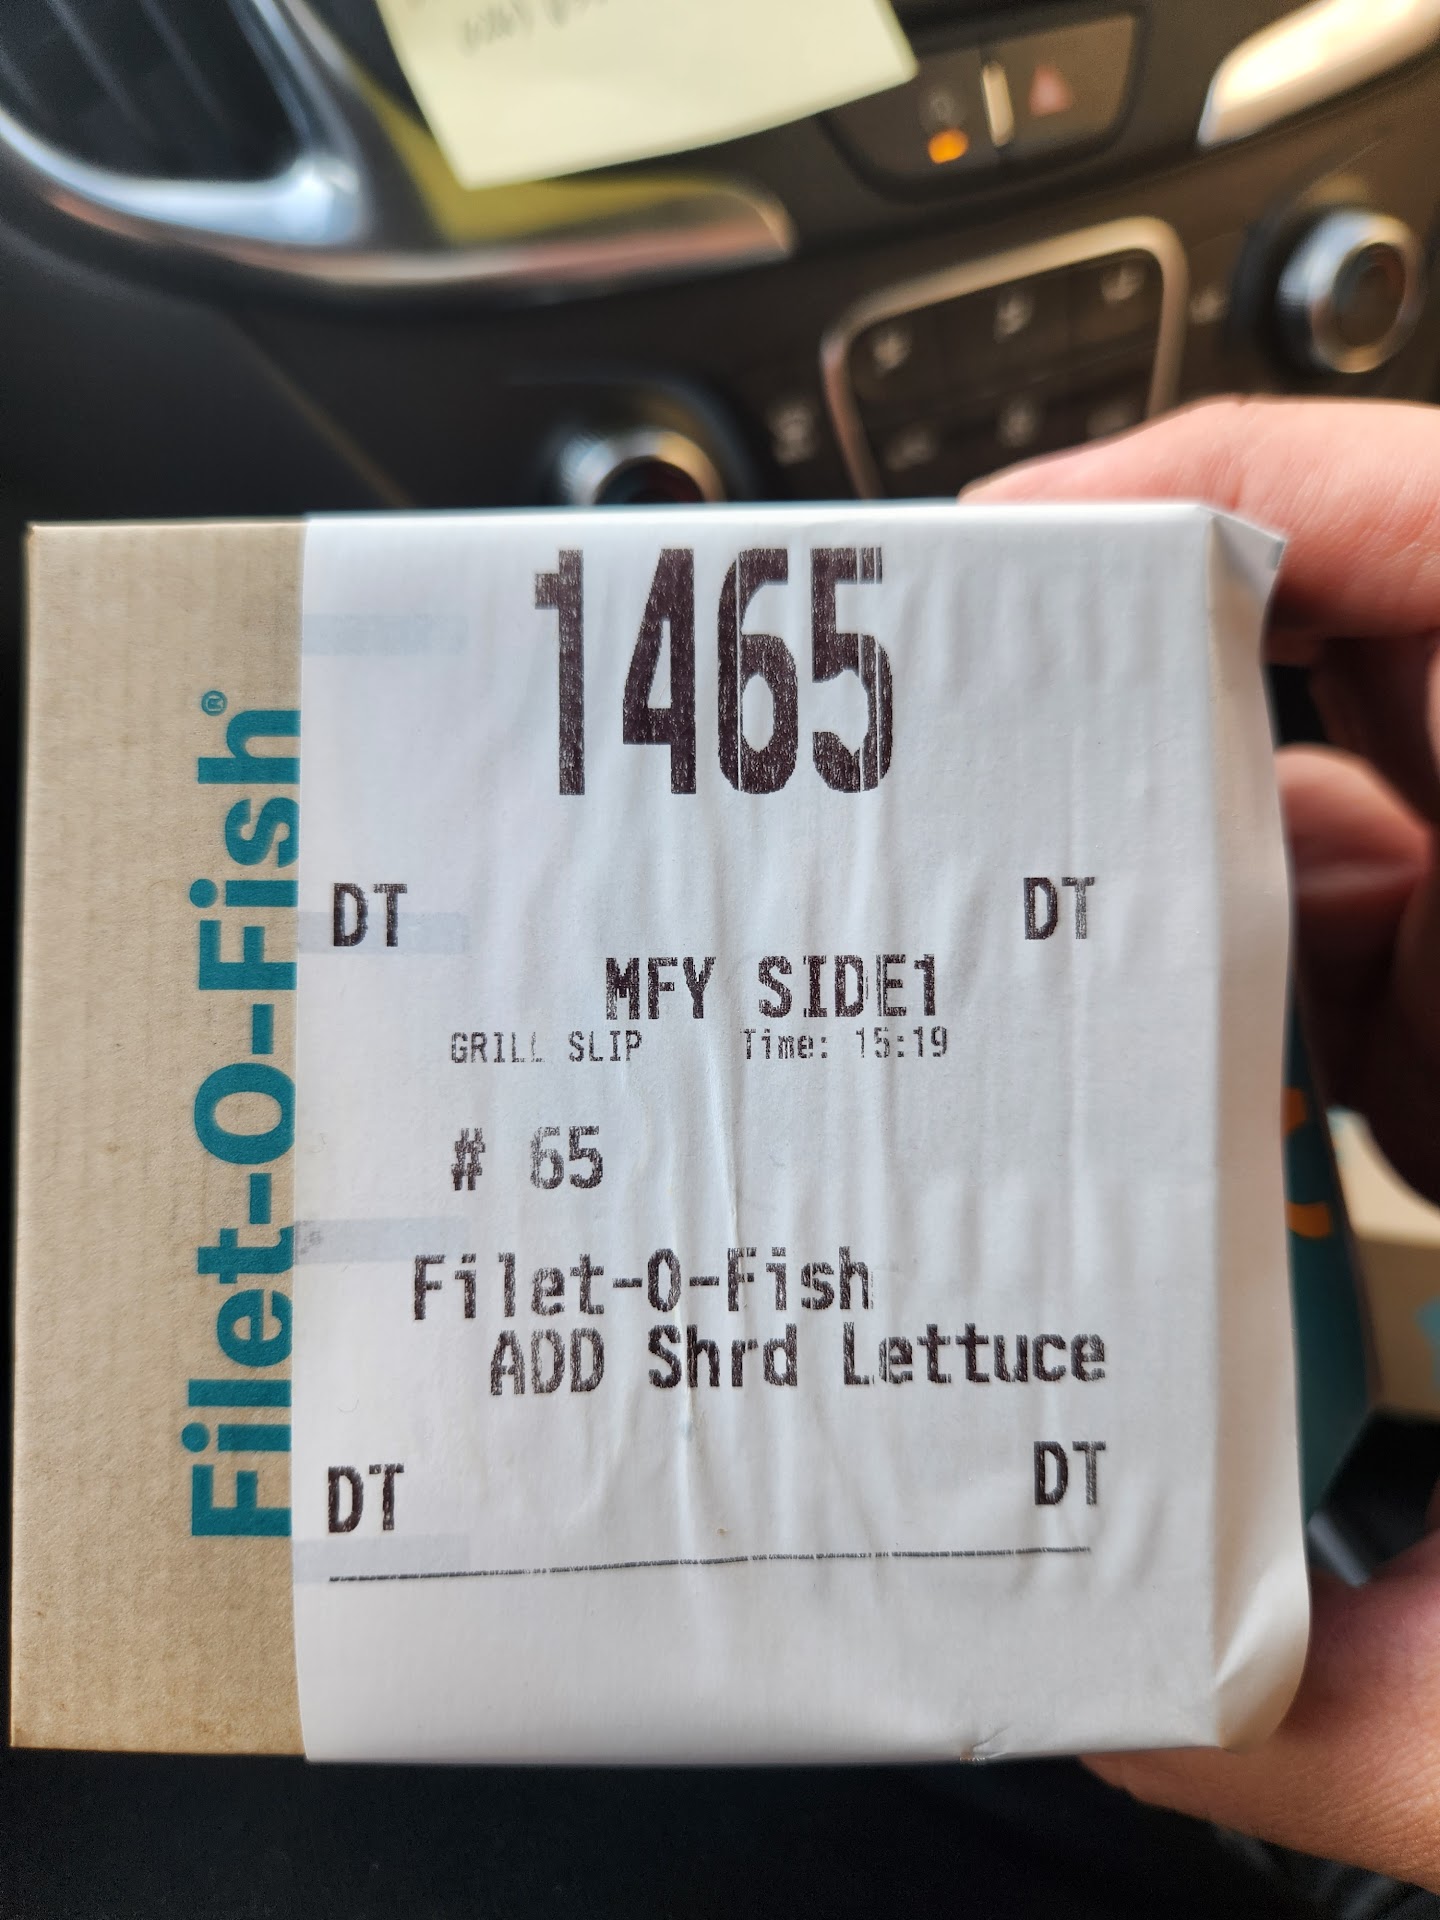 Filet-O-Fish®
1465
DT DT
MFY SIDE1
GRILL SLIP Time: 15:19
# 65
Filet-O-Fish
ADD Shrd Lettuce
DT DT